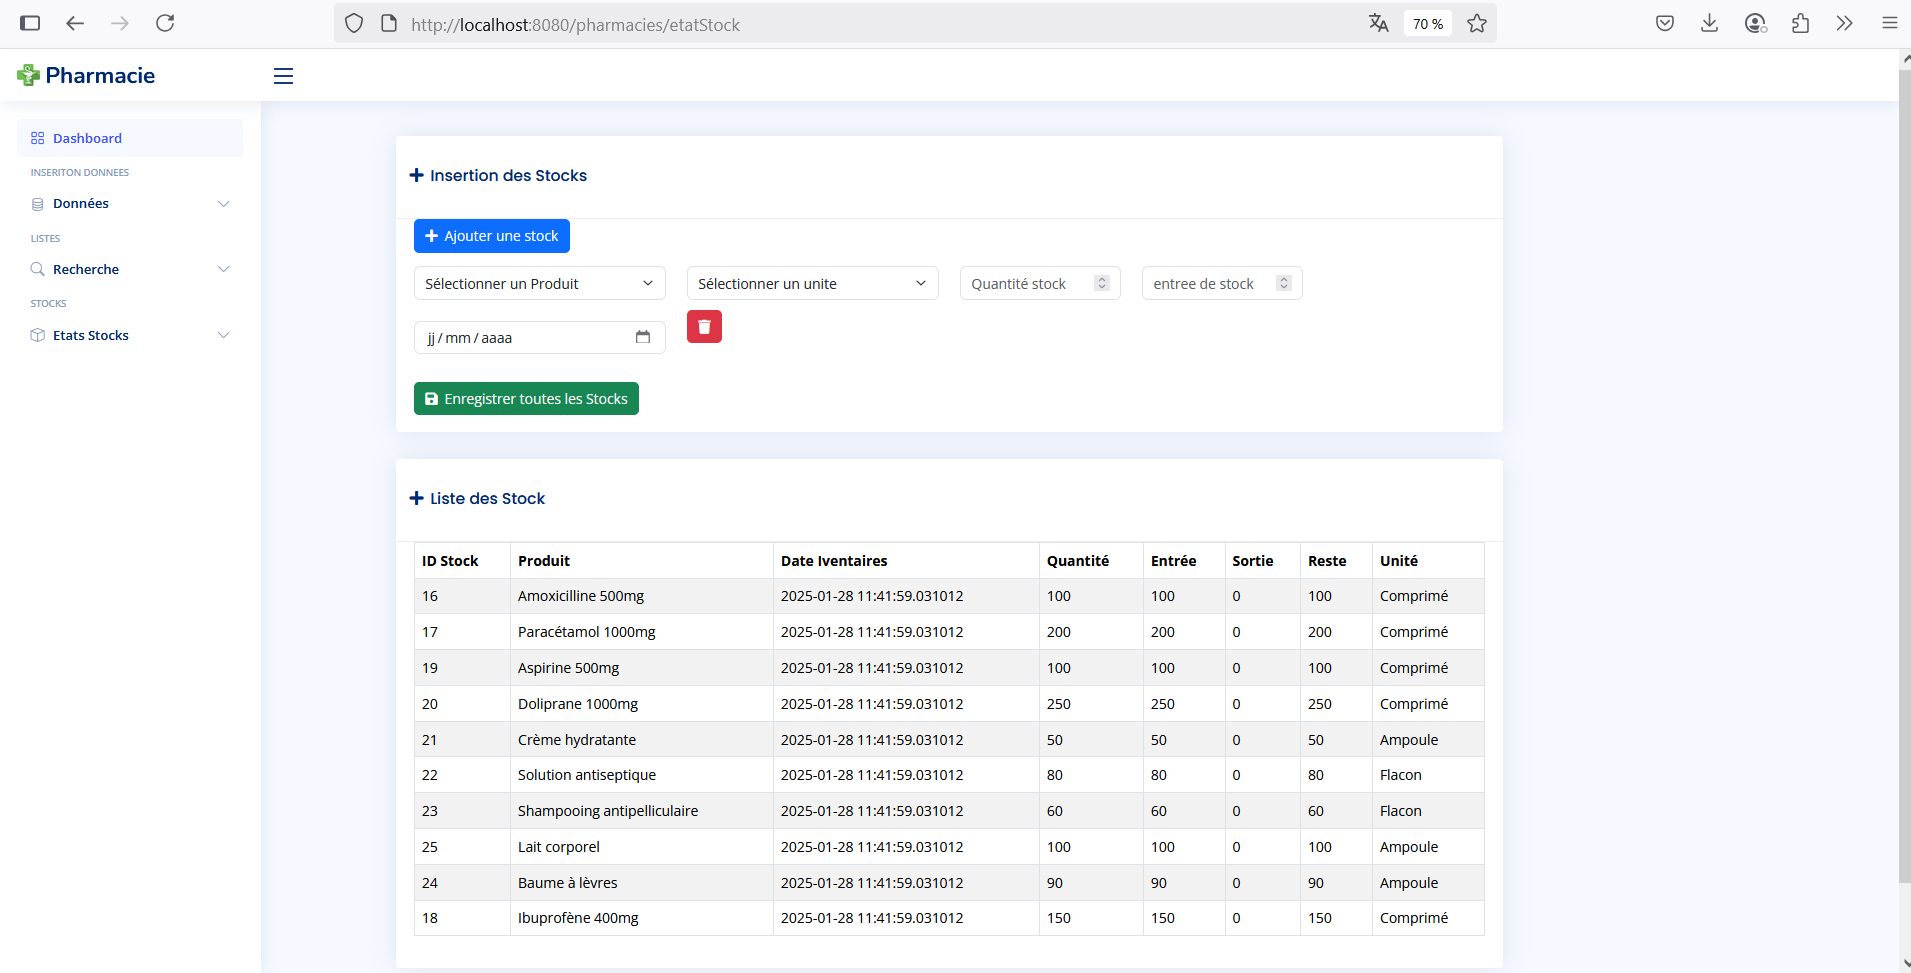 http://localhost:8080/pharmacies/etatStock
70 %
Pharmacie
Dashboard
INSERITON DONNEES
Données
LISTES
Recherche
STOCKS
Etats Stocks
Insertion des Stocks
Ajouter une stock
Sélectionner un Produit Sélectionner un unite Quantité stock entree de stock
jj / mm / aaaa
Enregistrer toutes les Stocks
Liste des Stock
ID Stock Produit Date Iventaires Quantité Entrée Sortie Reste Unité
16 Amoxicilline 500mg 2025-01-28 11:41:59.031012 100 100 0 100 Comprimé
17 Paracétamol 1000mg 2025-01-28 11:41:59.031012 200 200 0 200 Comprimé
19 Aspirine 500mg 2025-01-28 11:41:59.031012 100 100 0 100 Comprimé
20 Doliprane 1000mg 2025-01-28 11:41:59.031012 250 250 0 250 Comprimé
21 Crème hydratante 2025-01-28 11:41:59.031012 50 50 0 50 Ampoule
22 Solution antiseptique 2025-01-28 11:41:59.031012 80 80 0 80 Flacon
23 Shampooing antipelliculaire 2025-01-28 11:41:59.031012 60 60 0 60 Flacon
25 Lait corporel 2025-01-28 11:41:59.031012 100 100 0 100 Ampoule
24 Baume à lèvres 2025-01-28 11:41:59.031012 90 90 0 90 Ampoule
18 Ibuprofène 400mg 2025-01-28 11:41:59.031012 150 150 0 150 Comprimé